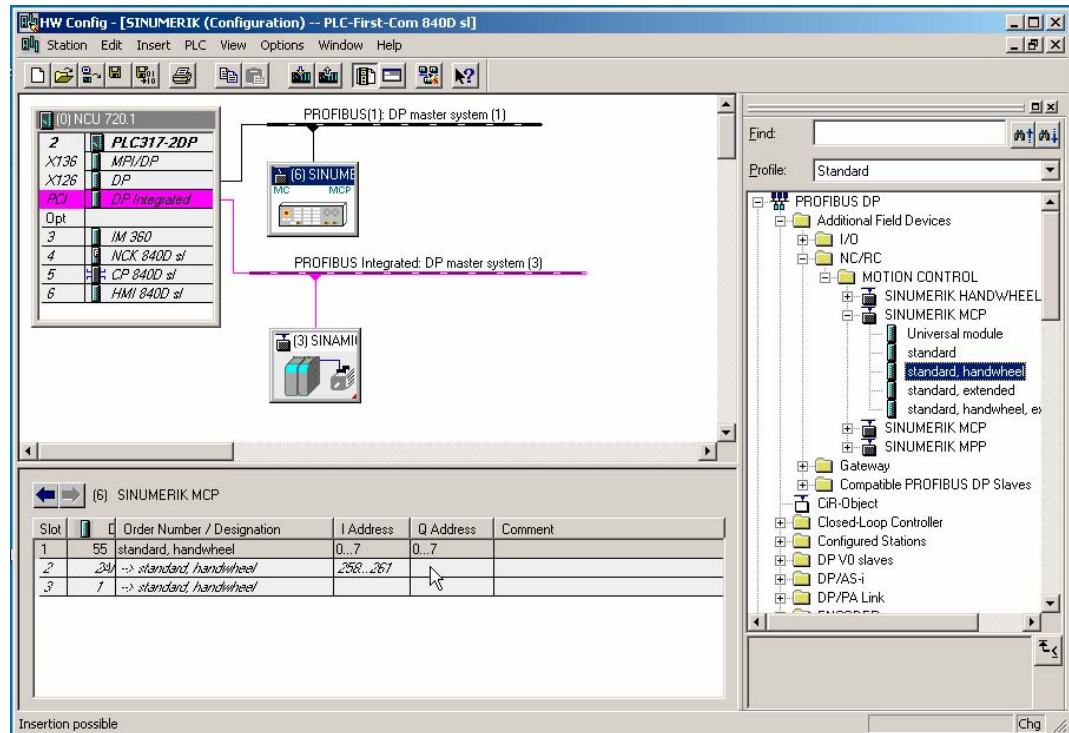 HW Config - [SINUMERIK (Configuration) -- PLC-First-Com 840D sl]
Station Edit Insert PLC View Options Window Help
(0) NCU 720.1
2 PLC317-2DP
X136 MPI/DP
X126 DP
PCI DP Integrated
Opt
3 IM 360
4 NCK 840D sl
5 CP 840D sl
6 HMI 840D sl
PROFIBUS(1): DP master system (1)
(6) SINUME
MC MCP
PROFIBUS Integrated: DP master system (3)
(3) SINAMI
Find:
Profile: Standard
PROFIBUS DP
Additional Field Devices
I/O
NC/RC
MOTION CONTROL
SINUMERIK HANDWHEEL
SINUMERIK MCP
Universal module
standard
standard, handwheel
standard, extended
standard, handwheel, ex
SINUMERIK MCP
SINUMERIK MPP
Gateway
Compatible PROFIBUS DP Slaves
CiR-Object
Closed-Loop Controller
Configured Stations
DP V0 slaves
DP/AS-i
DP/PA Link
(6) SINUMERIK MCP
Slot D Order Number / Designation I Address Q Address Comment
1 55 standard, handwheel 0...7 0...7
2 2AI --> standard, handwheel 258...261
3 1 --> standard, handwheel
Insertion possible
Chg